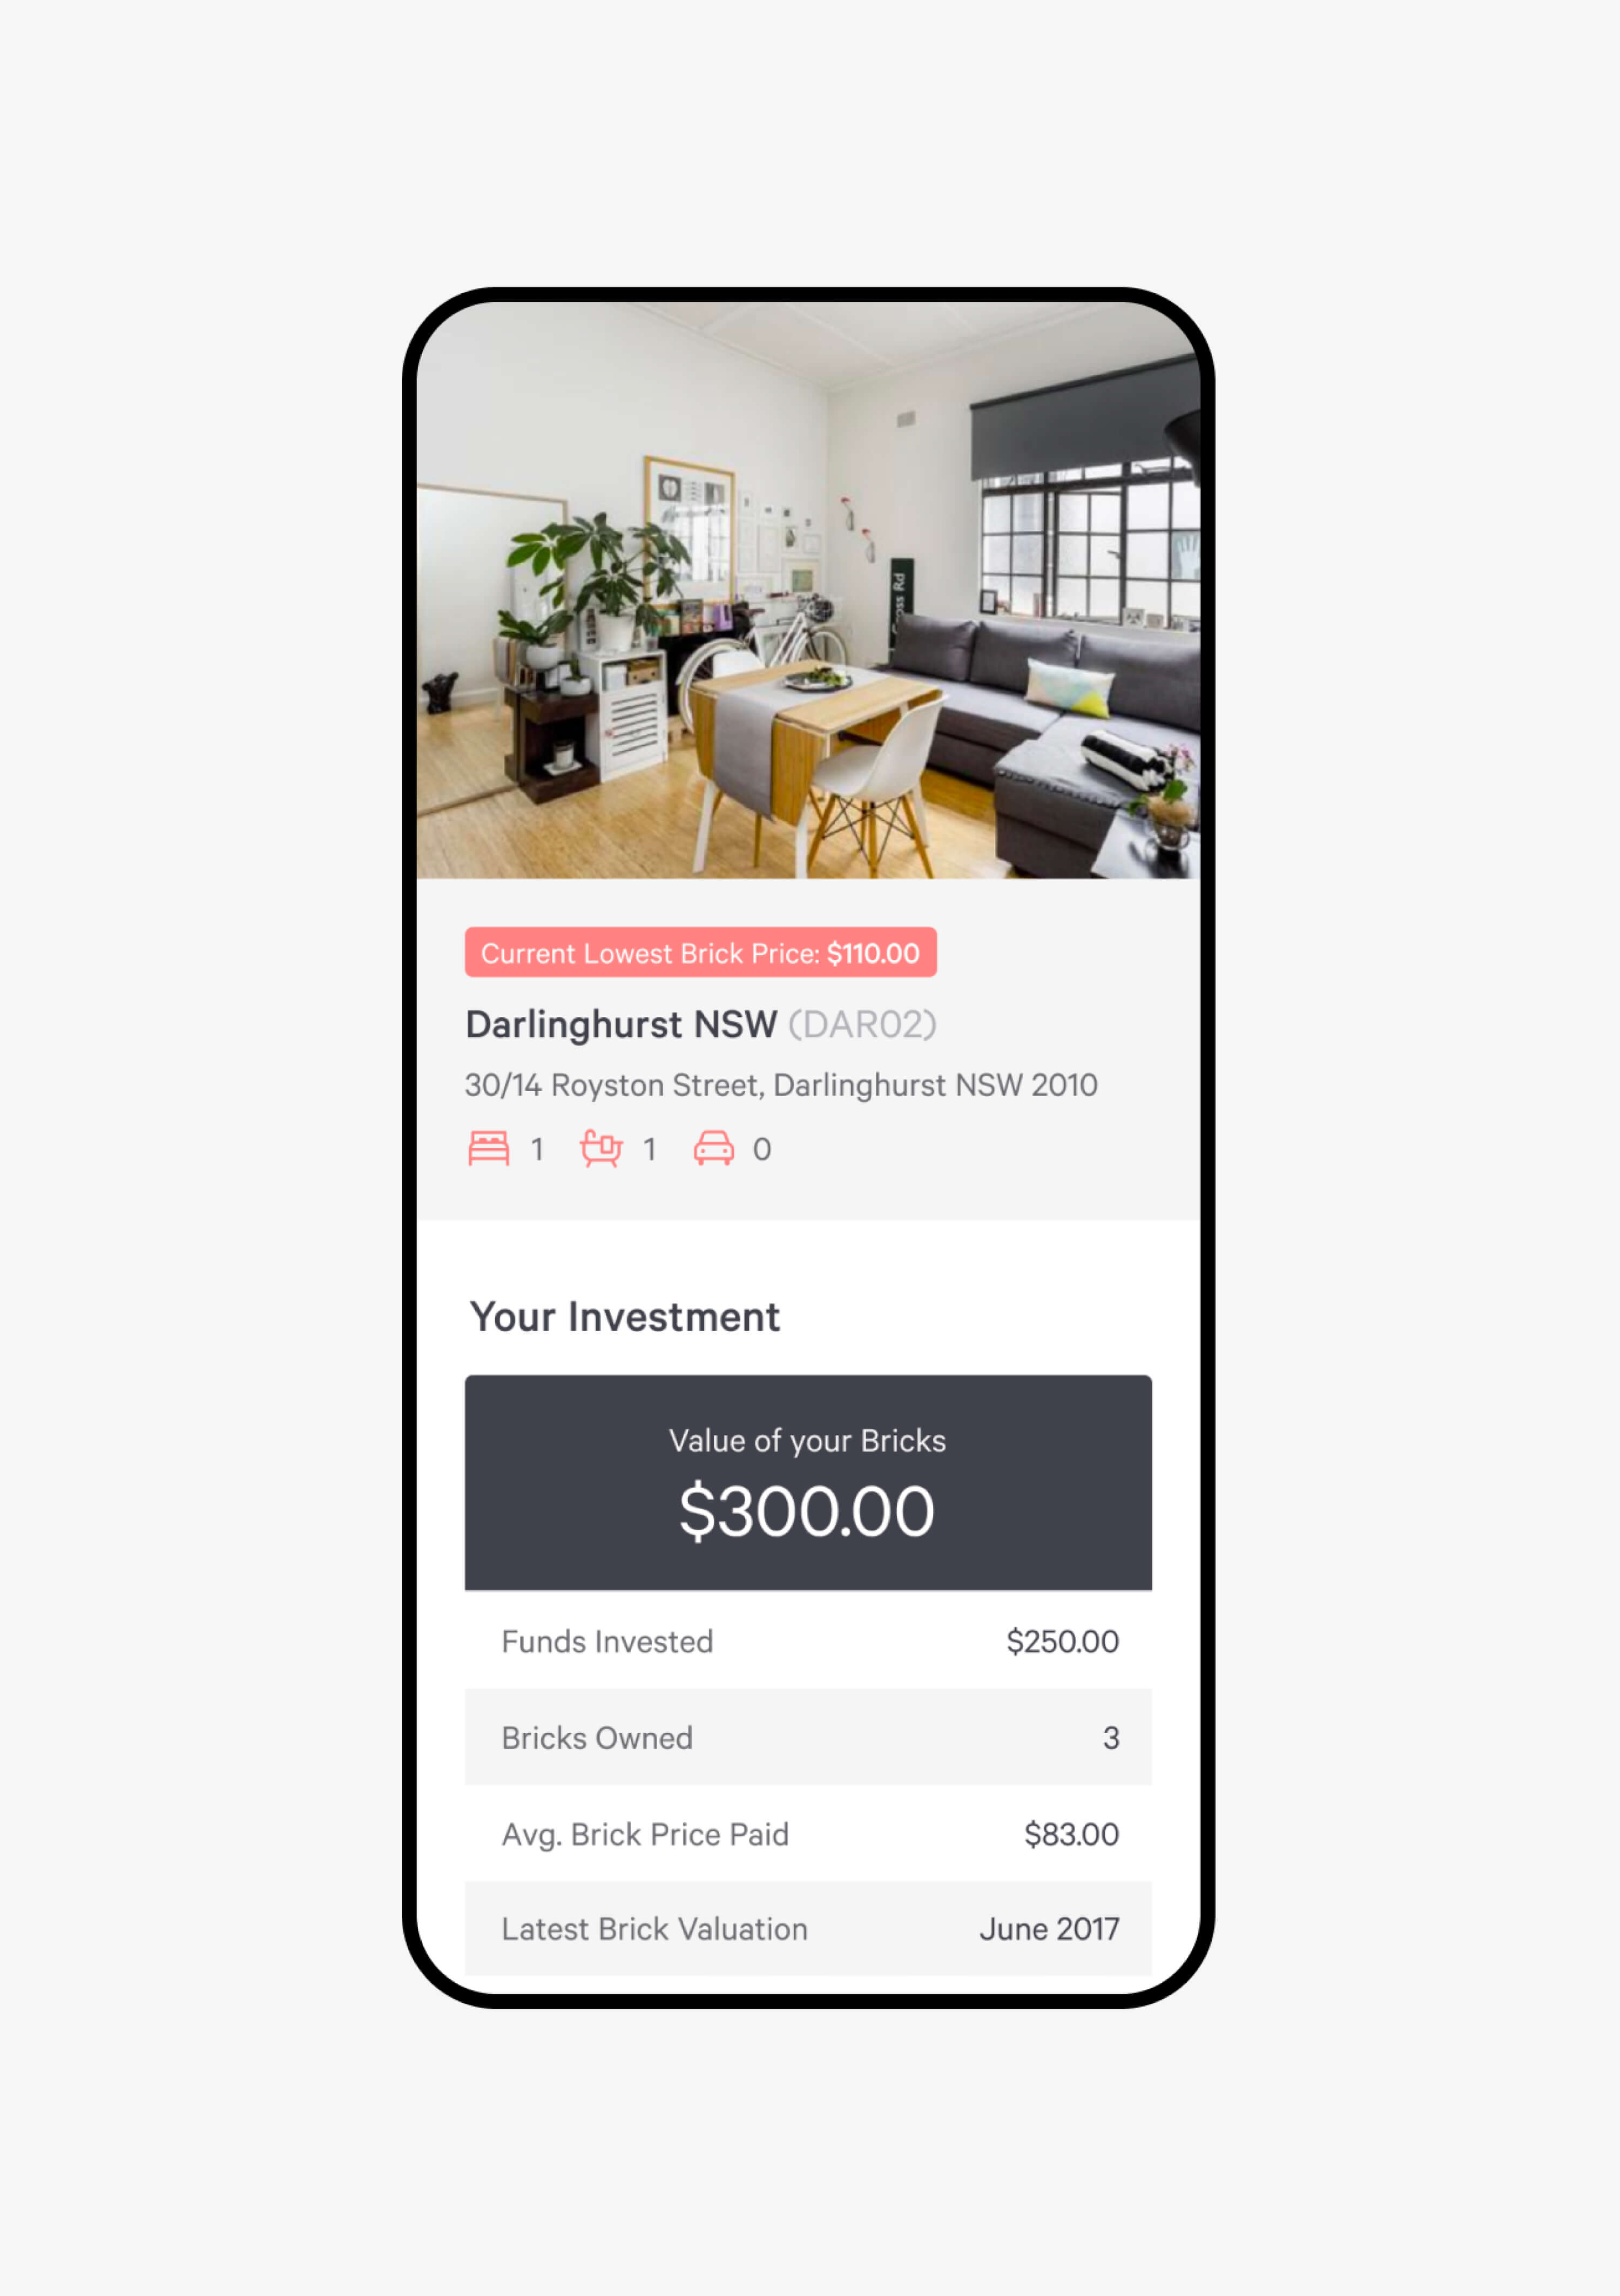 oss Rd
Current Lowest Brick Price: $110.00
Darlinghurst NSW (DAR02)
30/14 Royston Street, Darlinghurst NSW 2010
1 1 0
Your Investment
Value of your Bricks
$300.00
Funds Invested $250.00
Bricks Owned 3
Avg. Brick Price Paid $83.00
Latest Brick Valuation June 2017